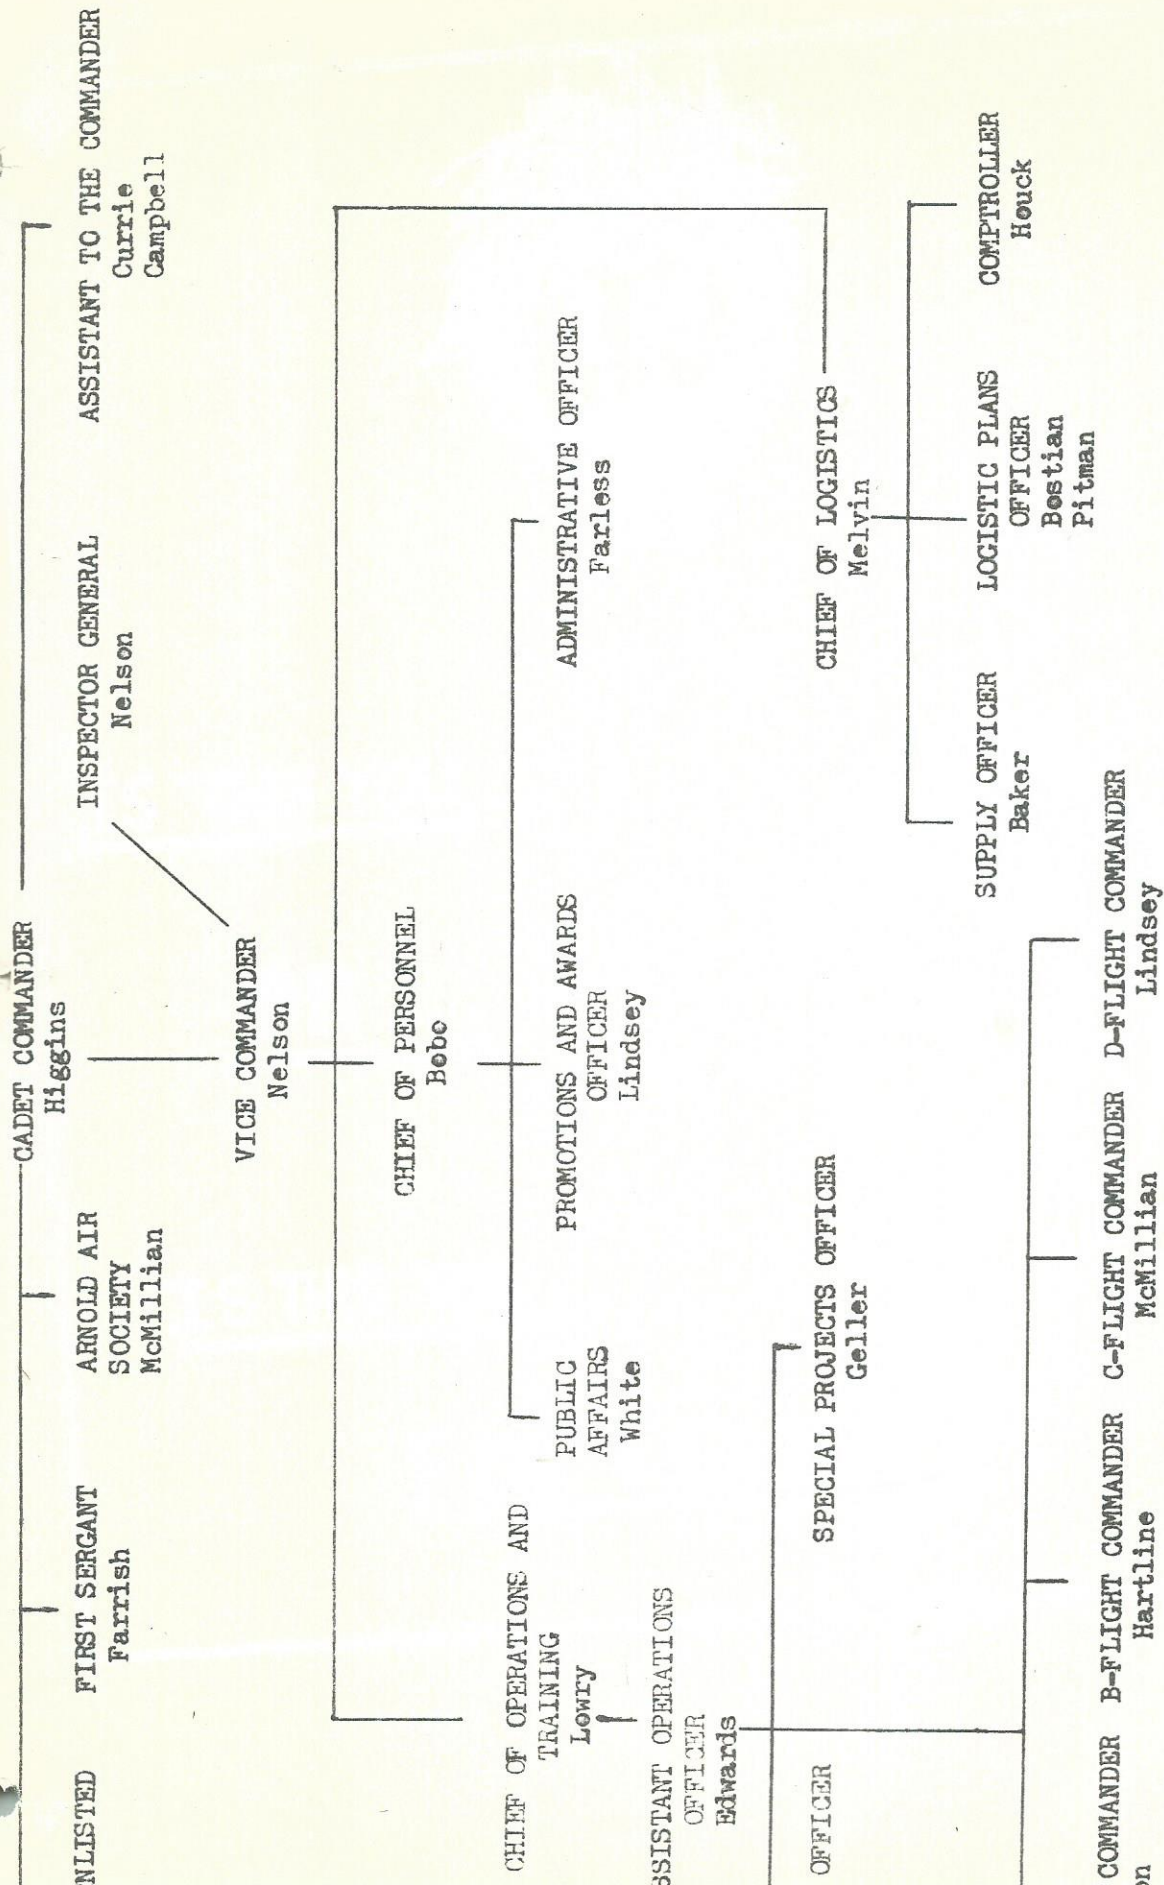 CADET COMMANDER
Higgins
NLISTED
FIRST SERGANT
Farrish
ARNOLD AIR
SOCIETY
McMillian
INSPECTOR GENERAL
Nelson
ASSISTANT TO THE COMMANDER
Currie
Campbell
VICE COMMANDER
Nelson
CHIEF OF PERSONNEL
Bobo
CHIEF OF OPERATIONS AND
TRAINING
Lowry
PUBLIC
AFFAIRS
White
PROMOTIONS AND AWARDS
OFFICER
Lindsey
ADMINISTRATIVE OFFICER
Farless
SSISTANT OPERATIONS
OFFICER
Edwards
OFFICER
SPECIAL PROJECTS OFFICER
Geller
CHIEF OF LOGISTICS
Melvin
SUPPLY OFFICER
Baker
LOGISTIC PLANS
OFFICER
Bostian
Pitman
COMPTROLLER
Houck
COMMANDER
on
B-FLIGHT COMMANDER
Hartline
C-FLIGHT COMMANDER
McMillian
D-FLIGHT COMMANDER
Lindsey